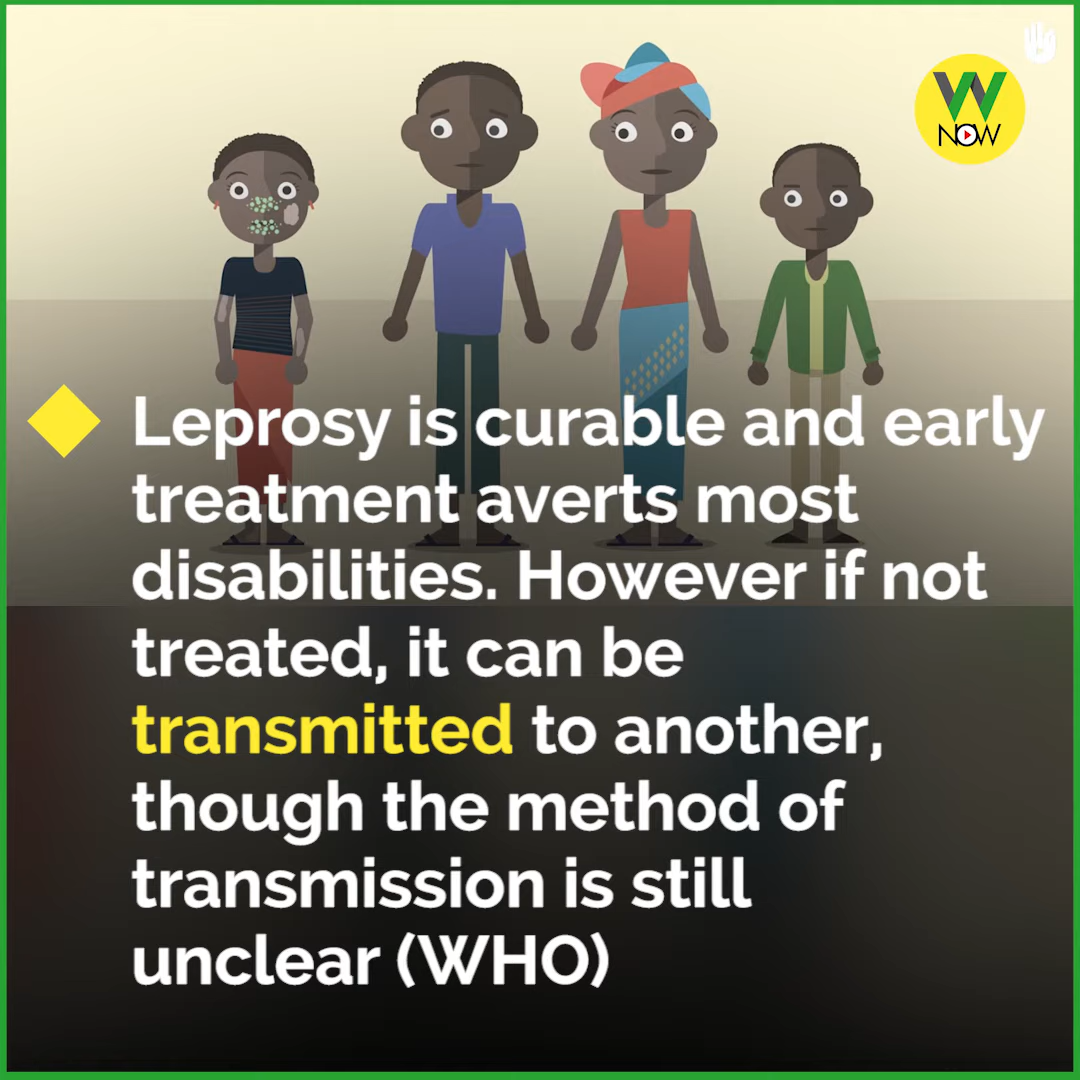 W
NOW
Leprosy is curable and early
treatment averts most
disabilities. However if not
treated, it can be
transmitted to another,
though the method of
transmission is still
unclear (WHO)